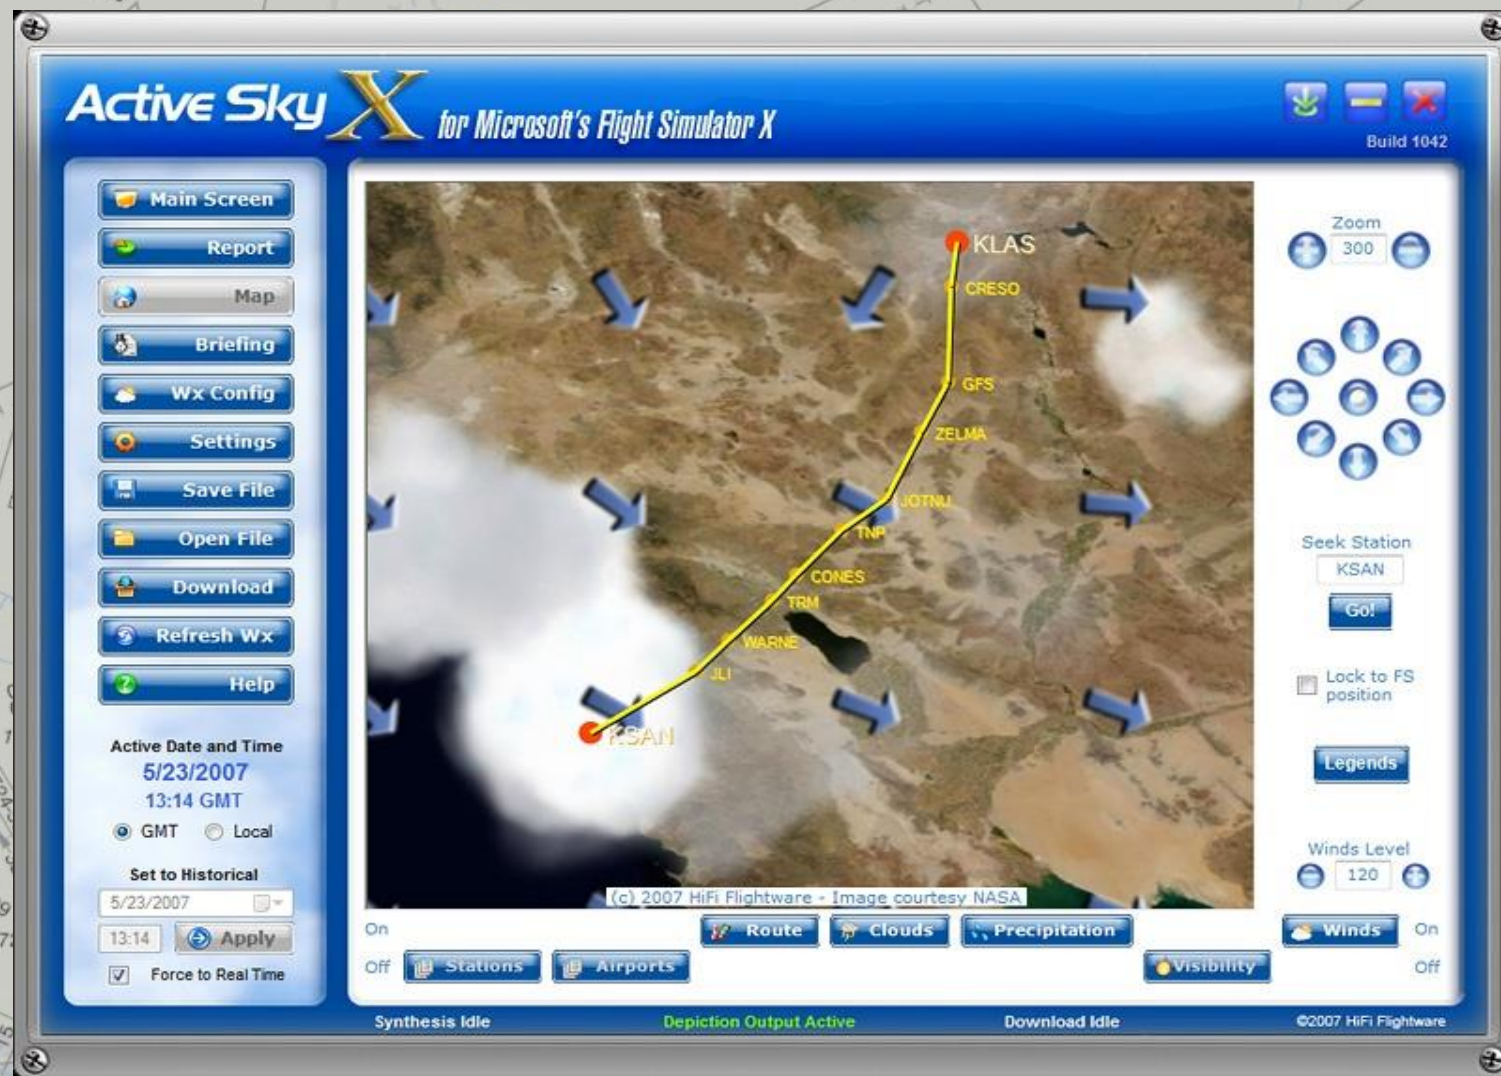 Active Sky X for Microsoft's Flight Simulator X
Build 1042
Main Screen
Report
Map
Briefing
Wx Config
Settings
Save File
Open File
Download
Refresh Wx
Help
Active Date and Time
5/23/2007
13:14 GMT
GMT
Local
Set to Historical
5/23/2007
13:14
Apply
Force to Real Time
KLAS
CRESO
GFS
ZELMA
JOTNU
TNP
CONES
TRM
WARNE
JLI
KSAN
(c) 2007 HiFi Flightware - Image courtesy NASA
Zoom
300
Seek Station
KSAN
Go!
Lock to FS
position
Legends
Winds Level
120
On
Route
Clouds
Precipitation
Winds
On
Off
Stations
Airports
Visibility
Off
Synthesis Idle
Depiction Output Active
Download Idle
©2007 HiFi Flightware